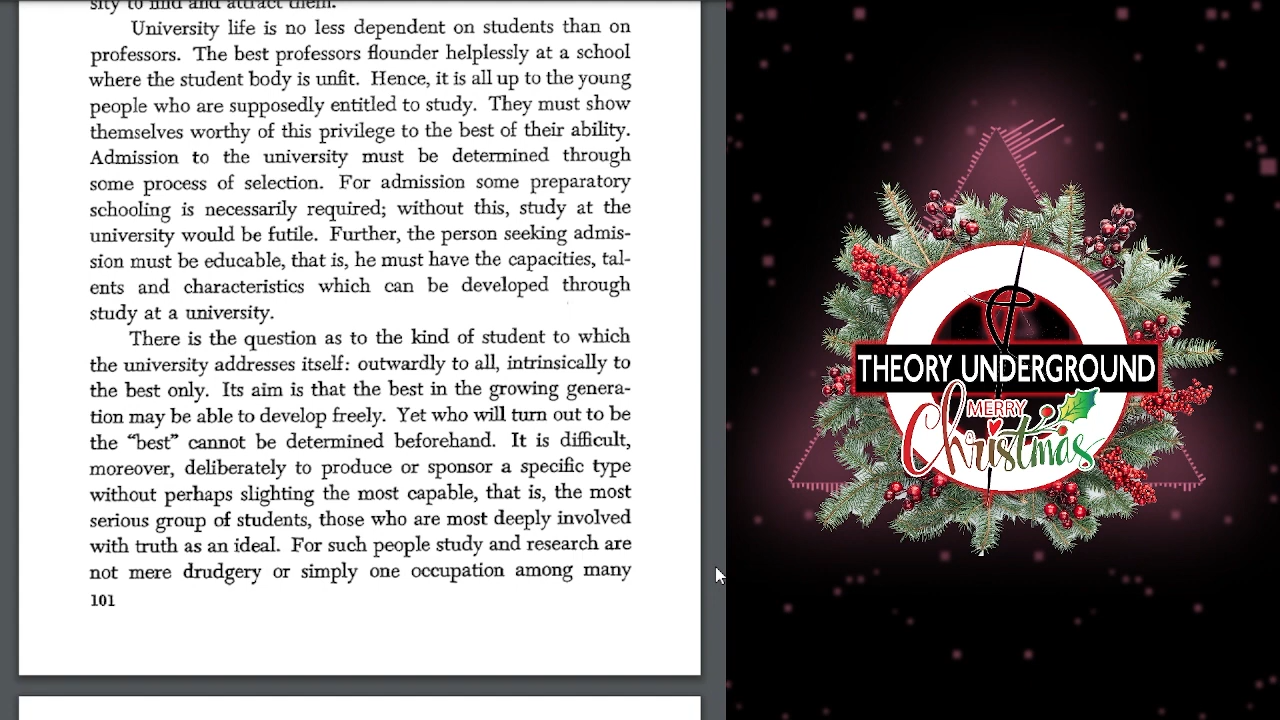 sity to find and attract them.
University life is no less dependent on students than on
professors. The best professors flounder helplessly at a school
where the student body is unfit. Hence, it is all up to the young
people who are supposedly entitled to study. They must show
themselves worthy of this privilege to the best of their ability.
Admission to the university must be determined through
some process of selection. For admission some preparatory
schooling is necessarily required; without this, study at the
university would be futile. Further, the person seeking admis-
sion must be educable, that is, he must have the capacities, tal-
ents and characteristics which can be developed through
study at a university.
There is the question as to the kind of student to which
the university addresses itself: outwardly to all, intrinsically to
the best only. Its aim is that the best in the growing genera-
tion may be able to develop freely. Yet who will turn out to be
the “best” cannot be determined beforehand. It is difficult,
moreover, deliberately to produce or sponsor a specific type
without perhaps slighting the most capable, that is, the most
serious group of students, those who are most deeply involved
with truth as an ideal. For such people study and research are
not mere drudgery or simply one occupation among many
101
THEORY UNDERGROUND
MERRY
Christmas